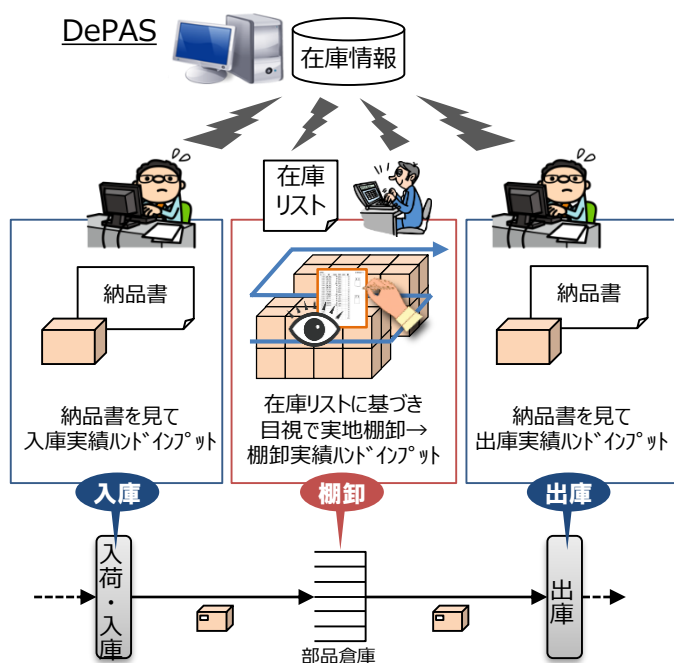 DePAS
在庫情報
在庫
リスト
納品書
納品書
納品書を見て
入庫実績ﾊﾝﾄﾞｲﾝﾌﾟｯﾄ
在庫リストに基づき
目視で実地棚卸→
棚卸実績ﾊﾝﾄﾞｲﾝﾌﾟｯﾄ
納品書を見て
出庫実績ﾊﾝﾄﾞｲﾝﾌﾟｯﾄ
入庫
棚卸
出庫
入荷・入庫
出庫
部品倉庫